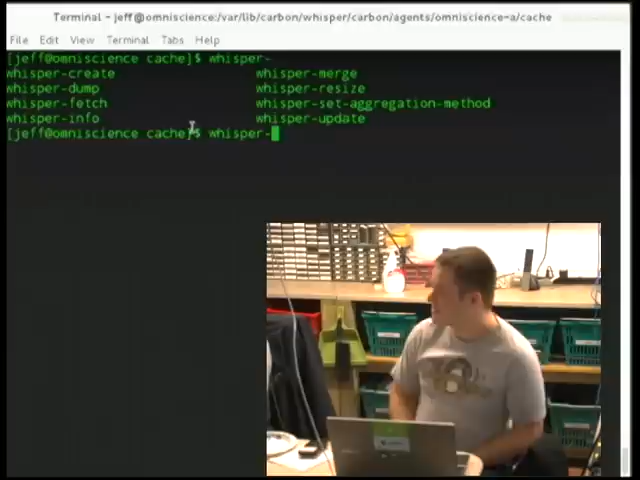 Terminal - jeff@omniscience:/var/lib/carbon/whisper/carbon/agents/omniscience-a/cache
File Edit View Terminal Tabs Help
[jeff@omniscience cache]$ whisper-
whisper-create whisper-merge
whisper-dump whisper-resize
whisper-fetch whisper-set-aggregation-method
whisper-info whisper-update
[jeff@omniscience cache]$ whisper-